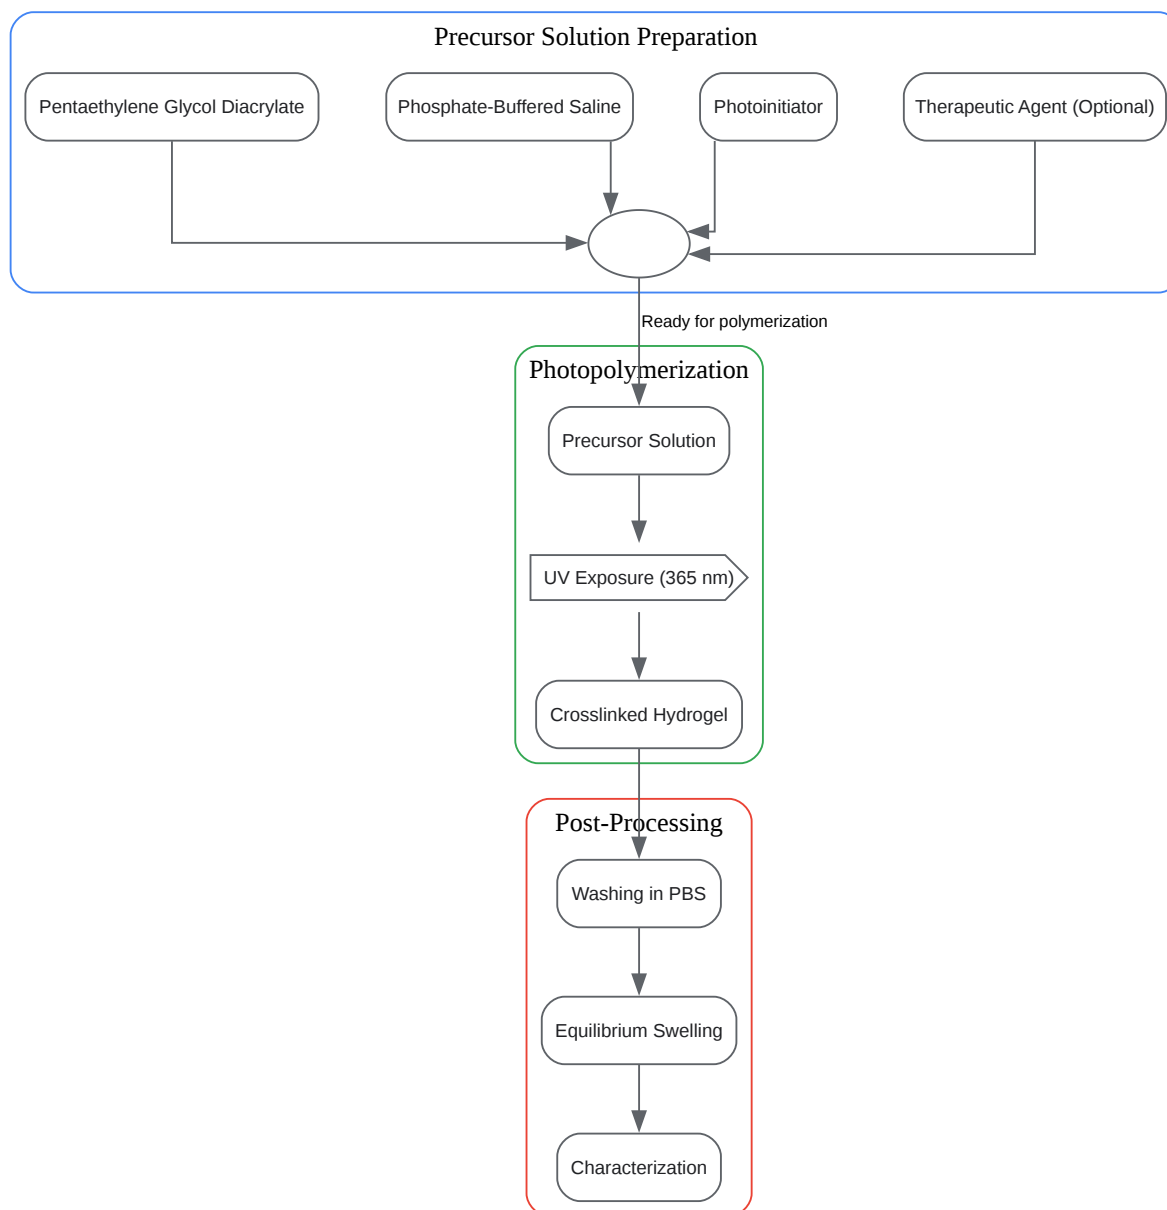 Precursor Solution Preparation
Pentaethylene Glycol Diacrylate
Phosphate-Buffered Saline
Photoinitiator
Therapeutic Agent (Optional)
Ready for polymerization
Photopolymerization
Precursor Solution
UV Exposure (365 nm)
Crosslinked Hydrogel
Post-Processing
Washing in PBS
Equilibrium Swelling
Characterization